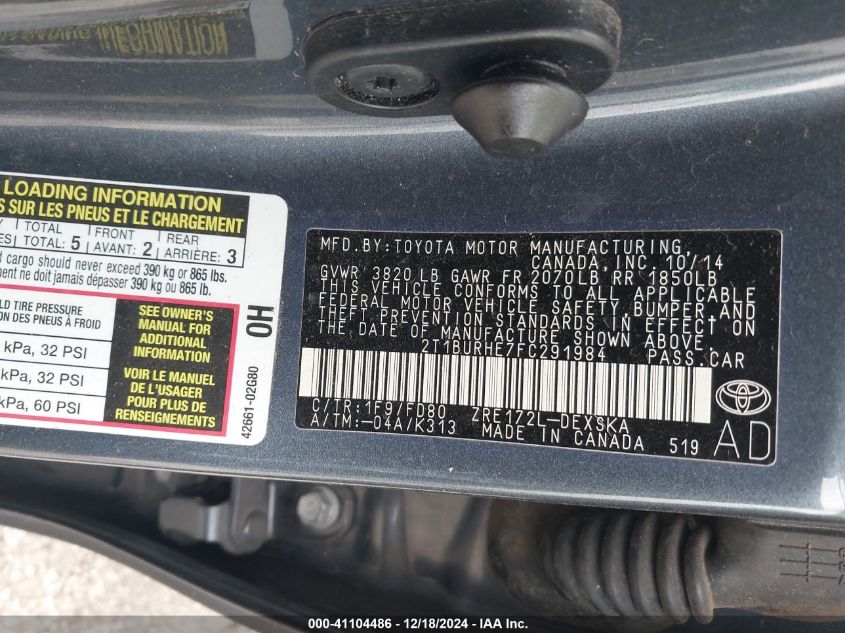 LOADING INFORMATION
SUR LES PNEUS ET LE CHARGEMENT
TOTAL FRONT REAR
TOTAL: 5 AVANT: 2 ARRIÈRE: 3
cargo should never exceed 390 kg or 865 lbs.
ne doit jamais dépasser 390 kg ou 865 lb.
TIRE PRESSURE
DES PNEUS À FROID
kPa, 32 PSI
kPa, 32 PSI
kPa, 60 PSI
SEE OWNER'S
MANUAL FOR
ADDITIONAL
INFORMATION
VOIR LE MANUEL
DE L'USAGER
POUR PLUS DE
RENSEIGNEMENTS
42661-02G80
0H
MFD.BY:TOYOTA MOTOR MANUFACTURING,
CANADA, INC. 10/14
GVWR 3820 LB GAWR FR 2070LB RR 1850LB
THIS VEHICLE CONFORMS TO ALL APPLICABLE
FEDERAL MOTOR VEHICLE SAFETY, BUMPER, AND
THEFT PREVENTION STANDARDS IN EFFECT ON
THE DATE OF MANUFACTURE SHOWN ABOVE.
2T1BURHE7FC291984 PASS.CAR
C/TR:1F9/FD80 ZRE172L-DEXSKA
A/TM:-04A/K313 MADE IN CANADA 519
AD
000-41104486 - 12/18/2024 - IAA Inc.